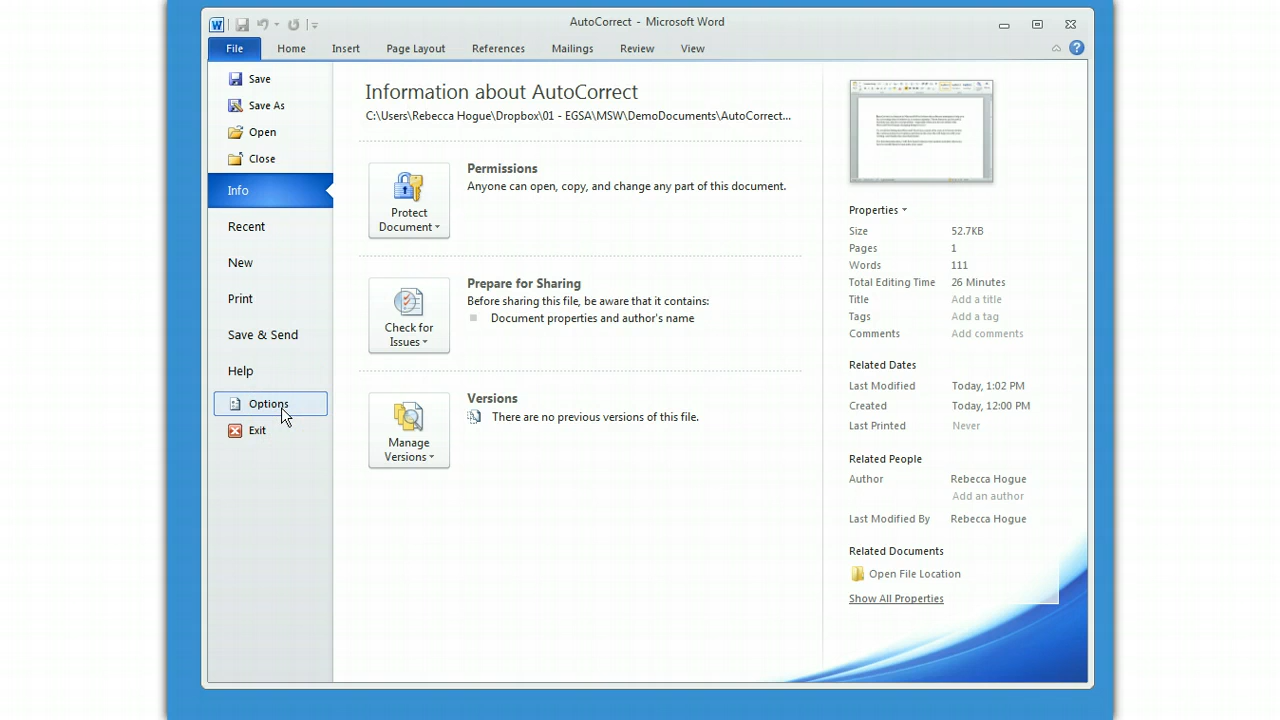 AutoCorrect - Microsoft Word
File Home Insert Page Layout References Mailings Review View
Save
Save As
Open
Close
Info
Recent
New
Print
Save & Send
Help
Options
Exit
Information about AutoCorrect
C:\Users\Rebecca Hogue\Dropbox\01 - EGSA\MSW\DemoDocuments\AutoCorrect...
Protect
Document
Permissions
Anyone can open, copy, and change any part of this document.
Check for
Issues
Prepare for Sharing
Before sharing this file, be aware that it contains:
Document properties and author's name
Manage
Versions
Versions
There are no previous versions of this file.
Properties
Size 52.7KB
Pages 1
Words 111
Total Editing Time 26 Minutes
Title Add a title
Tags Add a tag
Comments Add comments
Related Dates
Last Modified Today, 1:02 PM
Created Today, 12:00 PM
Last Printed Never
Related People
Author Rebecca Hogue
Add an author
Last Modified By Rebecca Hogue
Related Documents
Open File Location
Show All Properties